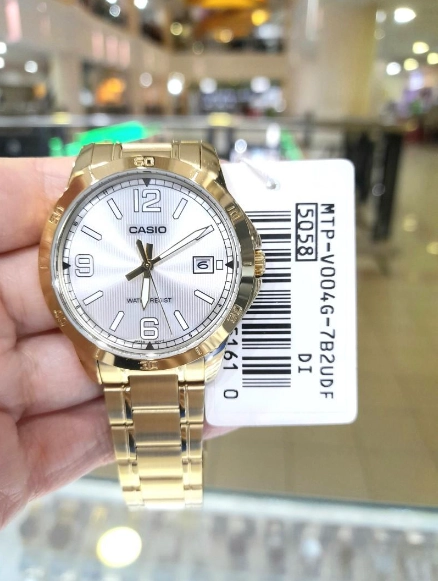 60
12
CASIO
9
6
WATER RESIST
6
MTP-V004G-7B2UDF
5058
DI
161 0